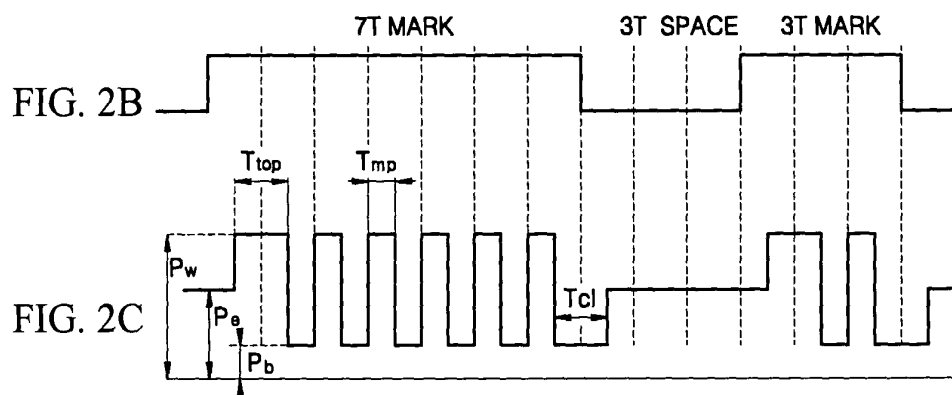 7T MARK 3T SPACE 3T MARK
FIG. 2B
Ttop Tmp
Pw
Pe
Tcl
FIG. 2C
Pb